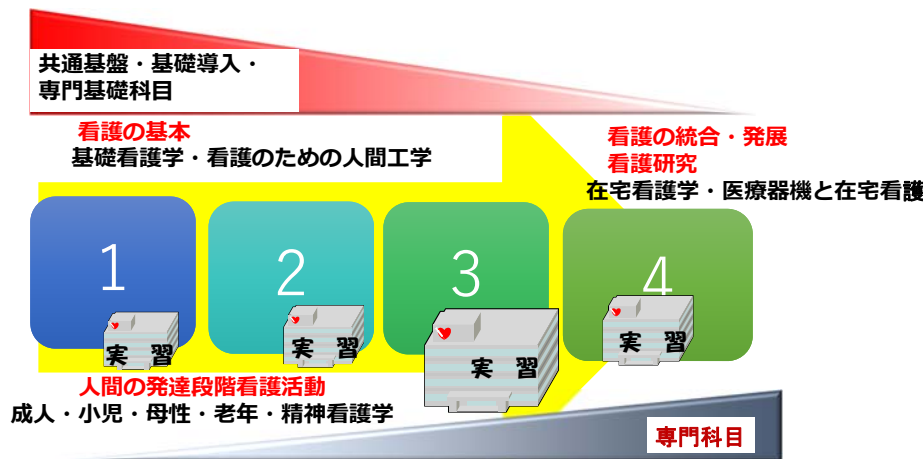 共通基盤・基礎導入・
専門基礎科目
看護の基本
基礎看護学・看護のための人間工学
看護の統合・発展
看護研究
在宅看護学・医療器機と在宅看護
1
2
3
4
実習
実習
実習
実習
人間の発達段階看護活動
成人・小児・母性・老年・精神看護学
専門科目